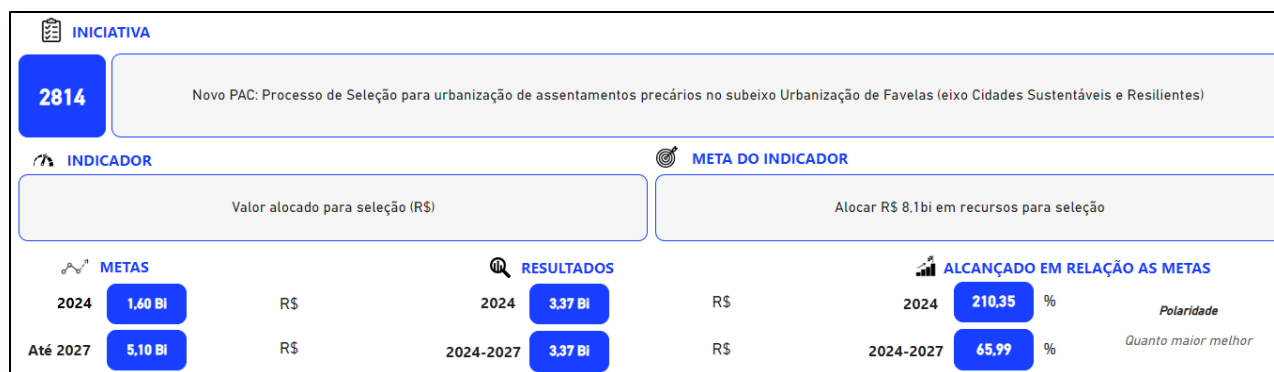 INICIATIVA
2814
Novo PAC: Processo de Seleção para urbanização de assentamentos precários no subeixo Urbanização de Favelas (eixo Cidades Sustentáveis e Resilientes)
INDICADOR
META DO INDICADOR
Valor alocado para seleção (R$)
Alocar R$ 8,1bi em recursos para seleção
METAS
RESULTADOS
ALCANÇADO EM RELAÇÃO AS METAS
2024 1,60 Bi R$
2024 3,37 Bi R$
2024 210,35 %
Polaridade
Até 2027 5,10 Bi R$
2024-2027 3,37 Bi R$
2024-2027 65,99 %
Quanto maior melhor